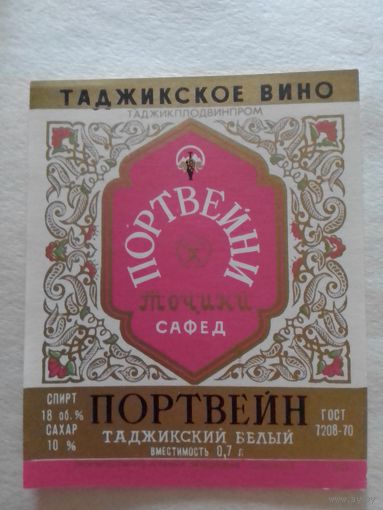 ТАДЖИКСКОЕ ВИНО
ТАДЖИКПЛОДВИНПРОМ
ПОРТВЕЙНИ
точики
САФЕД
СПИРТ
18 об.%
САХАР
10 %
ПОРТВЕЙН
ТАДЖИКСКИЙ БЕЛЫЙ
ВМЕСТИМОСТЬ 0,7 л.
ГОСТ
7208-70